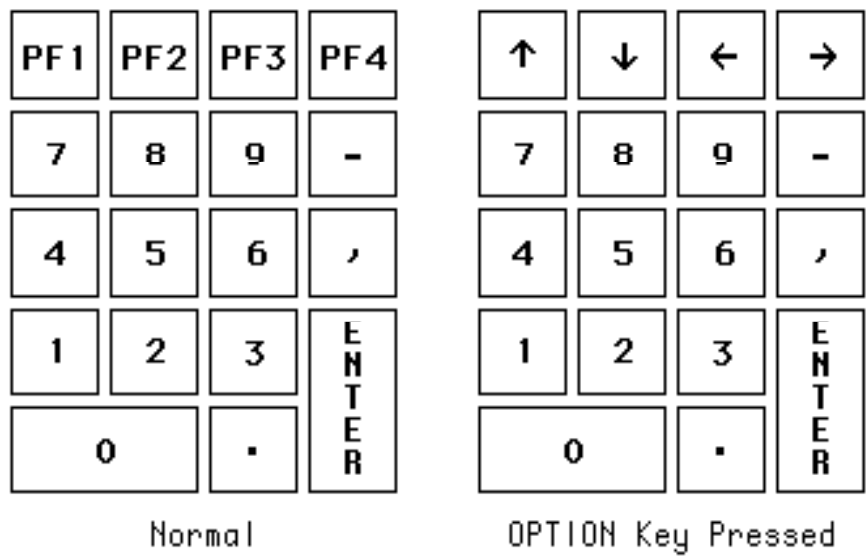 PF1 PF2 PF3 PF4 ↑ ↓ ← →
7 8 9 - 7 8 9 -
4 5 6 , 4 5 6 ,
1 2 3 ENTER 1 2 3 ENTER
0 . 0 .
Normal OPTION Key Pressed